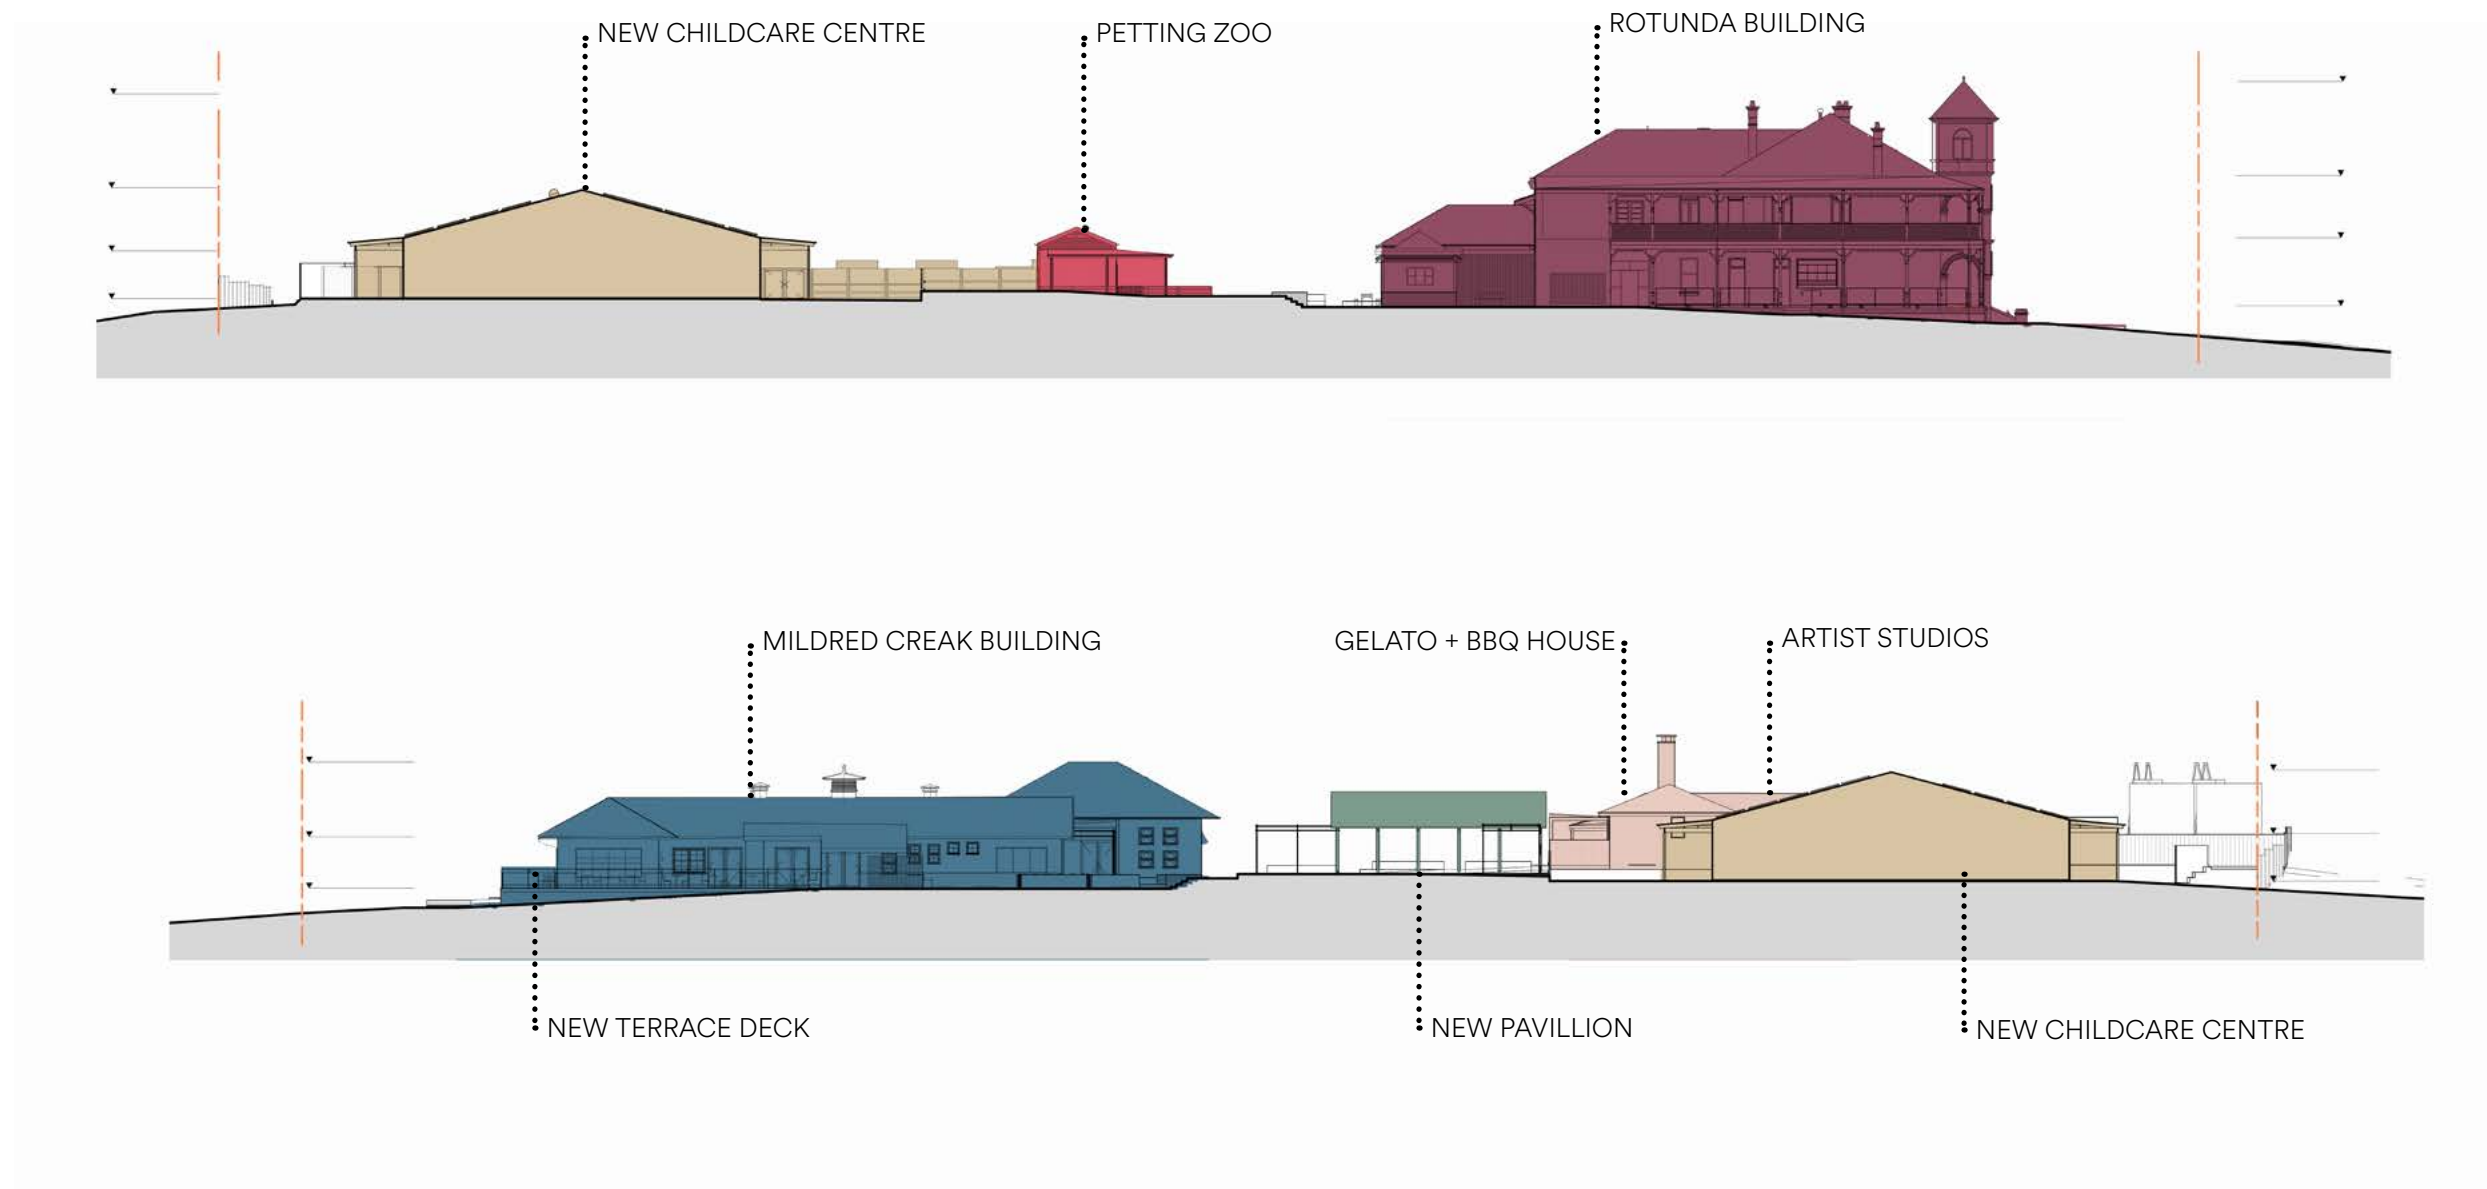 NEW CHILDCARE CENTRE
PETTING ZOO
ROTUNDA BUILDING
MILDRED CREAK BUILDING
GELATO + BBQ HOUSE
ARTIST STUDIOS
NEW TERRACE DECK
NEW PAVILLION
NEW CHILDCARE CENTRE